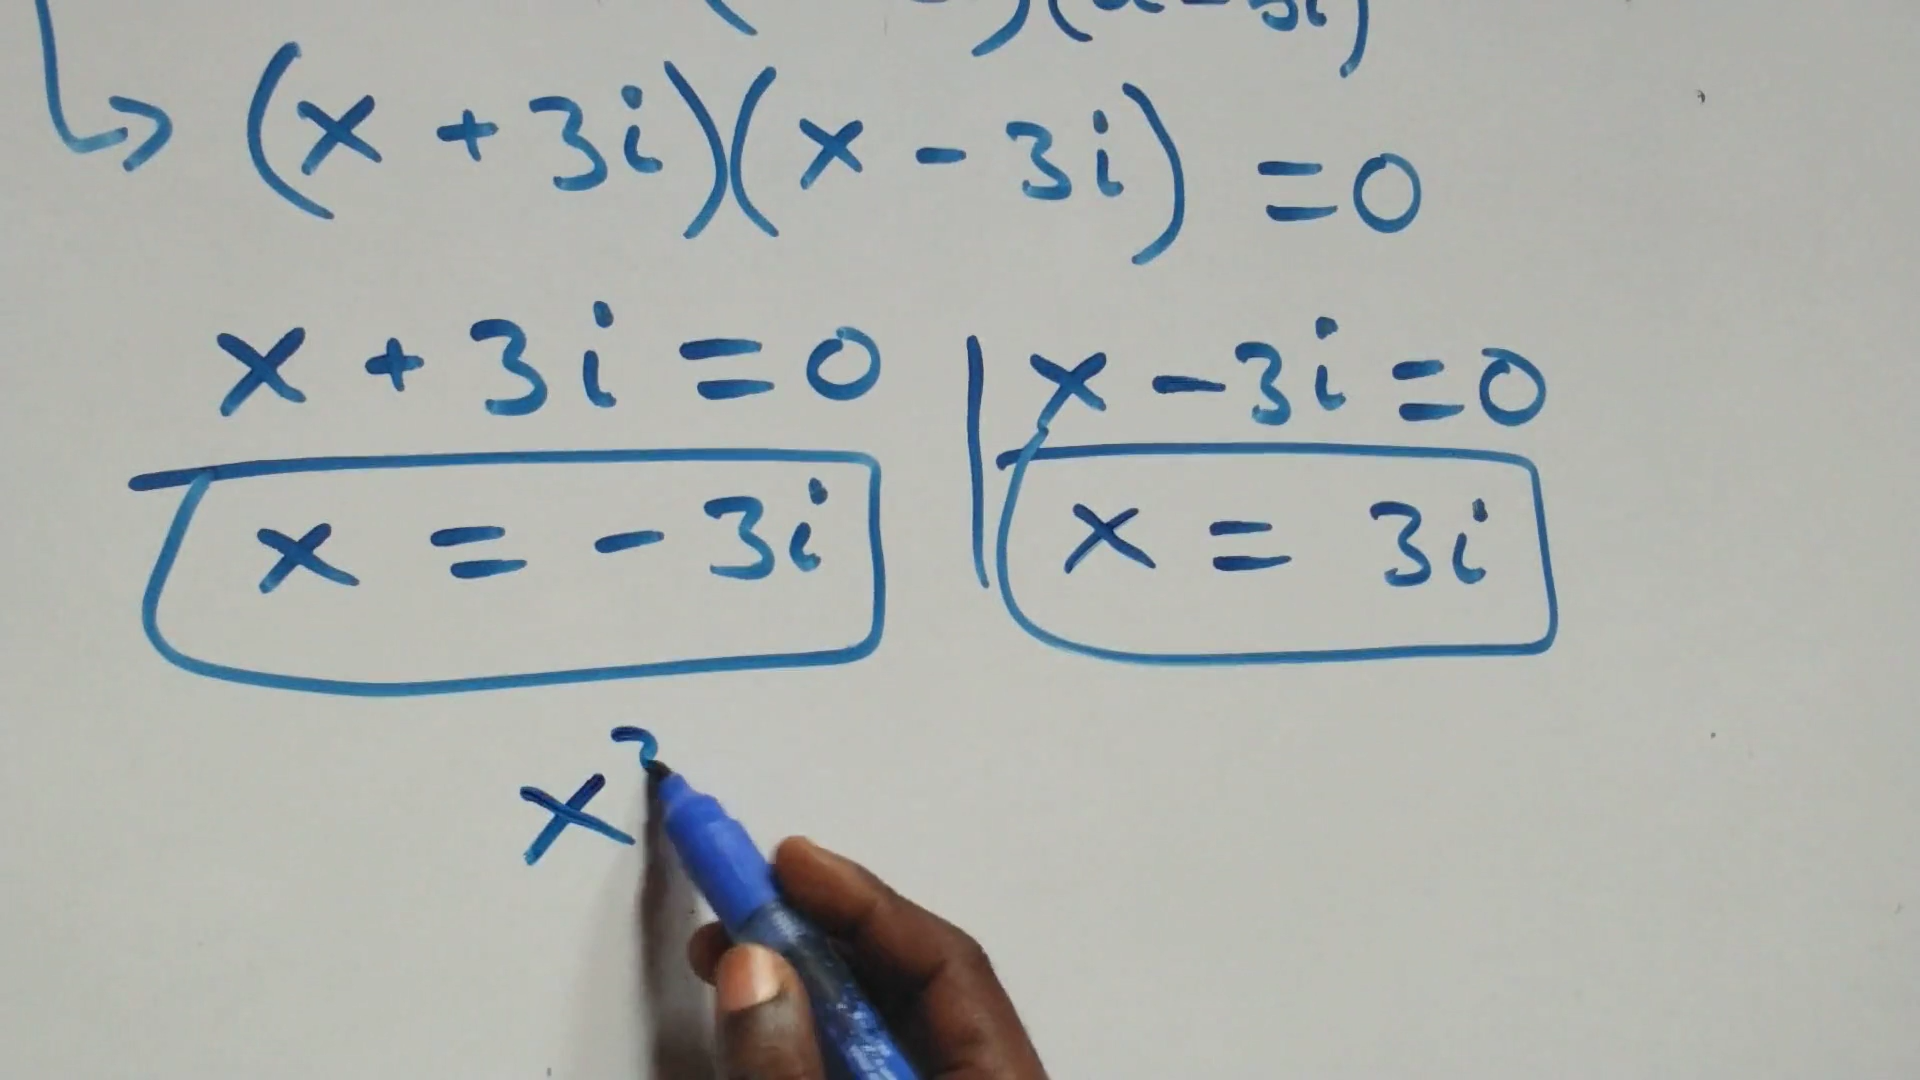 (x + 3i)(x - 3i) = 0
x + 3i = 0 | x - 3i = 0
x = -3i | x = 3i
x